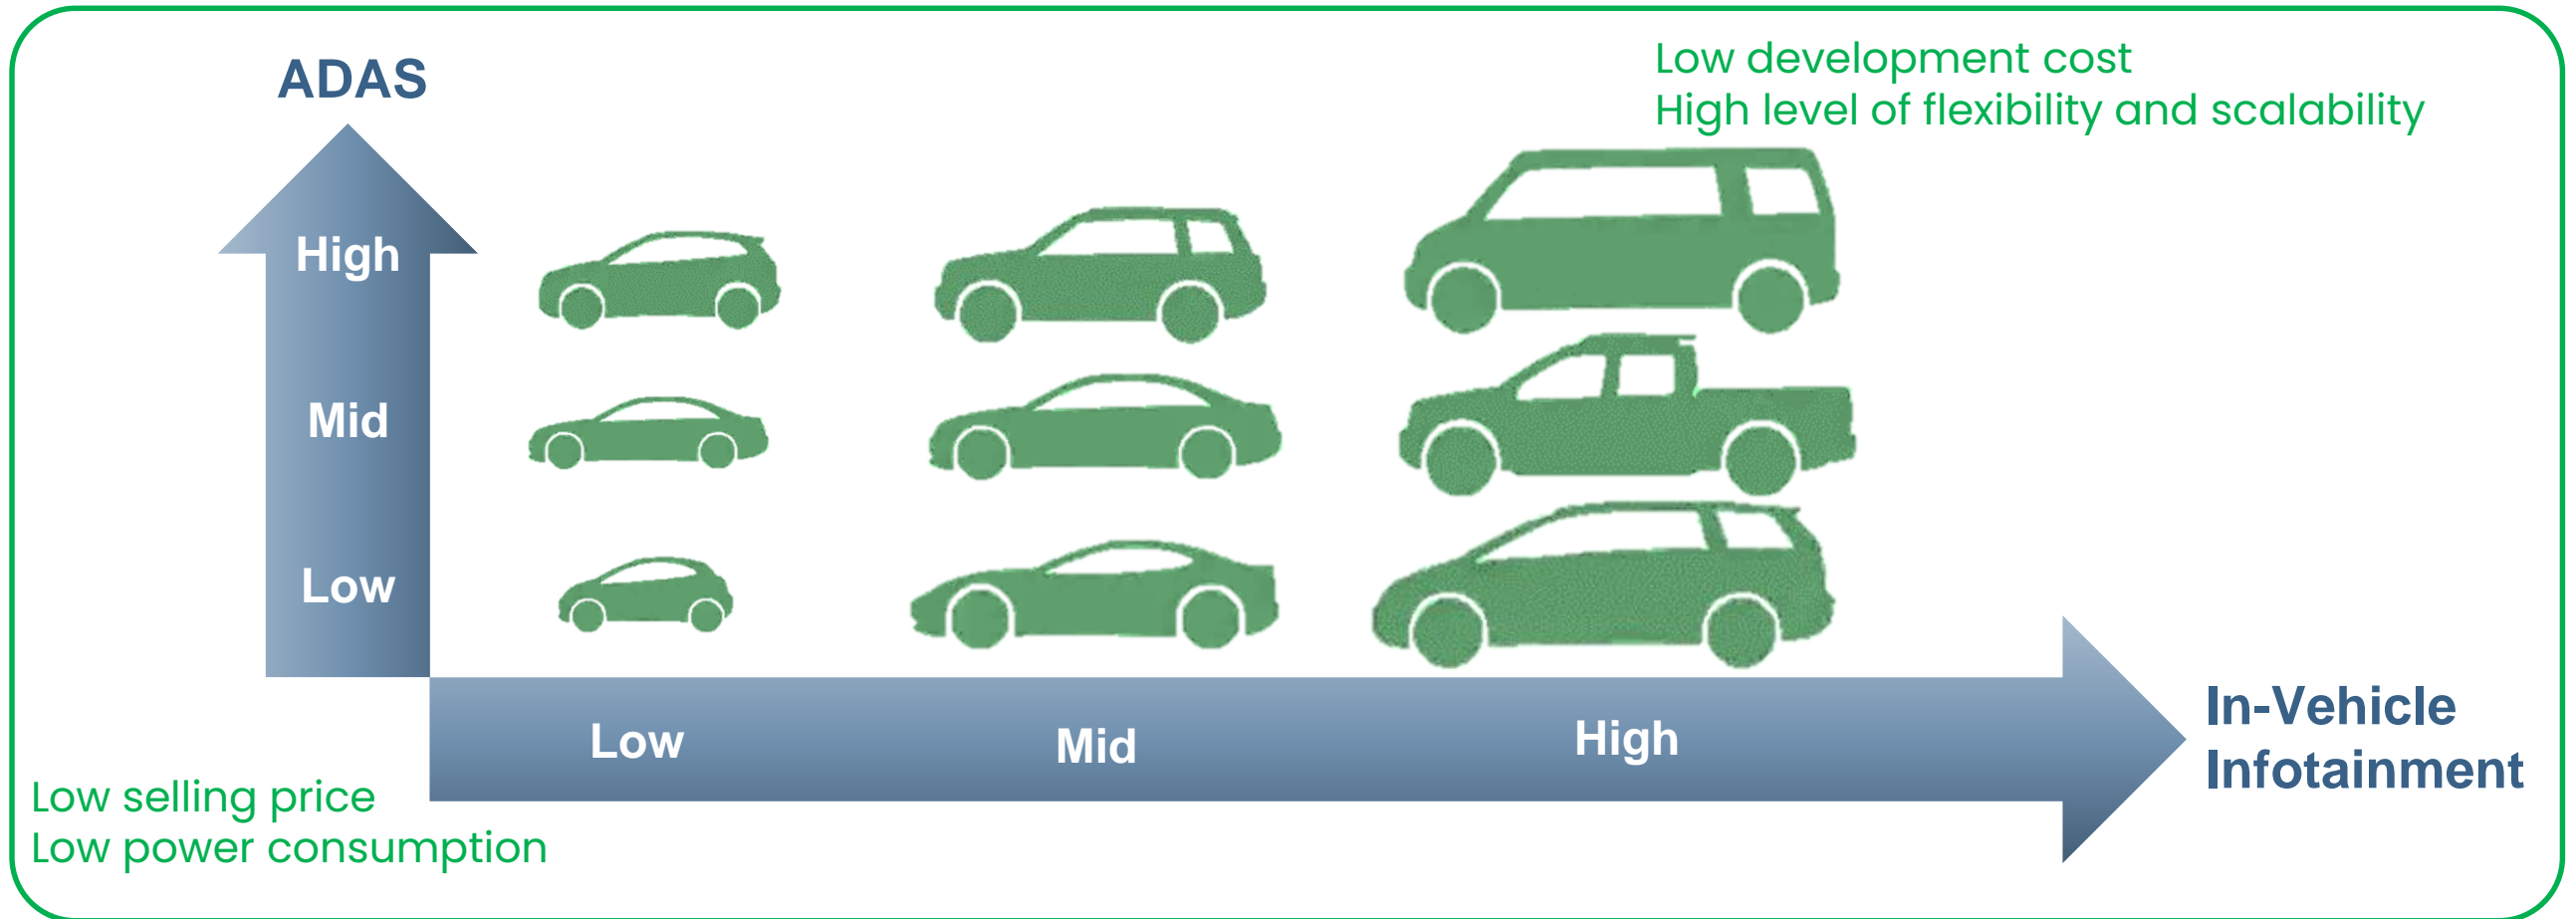 ADAS
Low development cost
High level of flexibility and scalability
High
Mid
Low
Low
Mid
High
In-Vehicle
Infotainment
Low selling price
Low power consumption